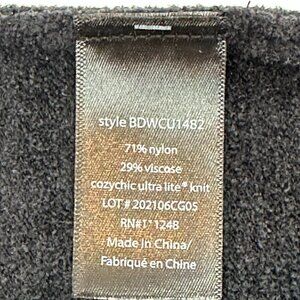 style BDWCU1482
71% nylon
29% viscose
cozychic ultra lite® knit
LOT # 202106CG05
Made in China/
Fabriqué en Chine